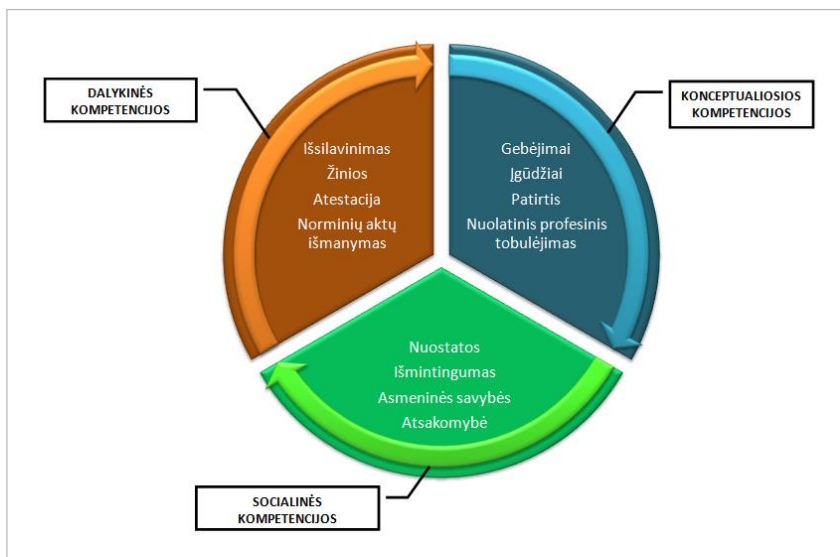 DALYKINĖS
KOMPETENCIJOS
Išsilavinimas
Žinios
Atestacija
Norminių aktų
išmanymas
KONCEPTUALIOSIOS
KOMPETENCIJOS
Gebėjimai
Įgūdžiai
Patirtis
Nuolatinis profesinis
tobulėjimas
Nuostatos
Išmintingumas
Asmeninės savybės
Atsakomybė
SOCIALINĖS
KOMPETENCIJOS